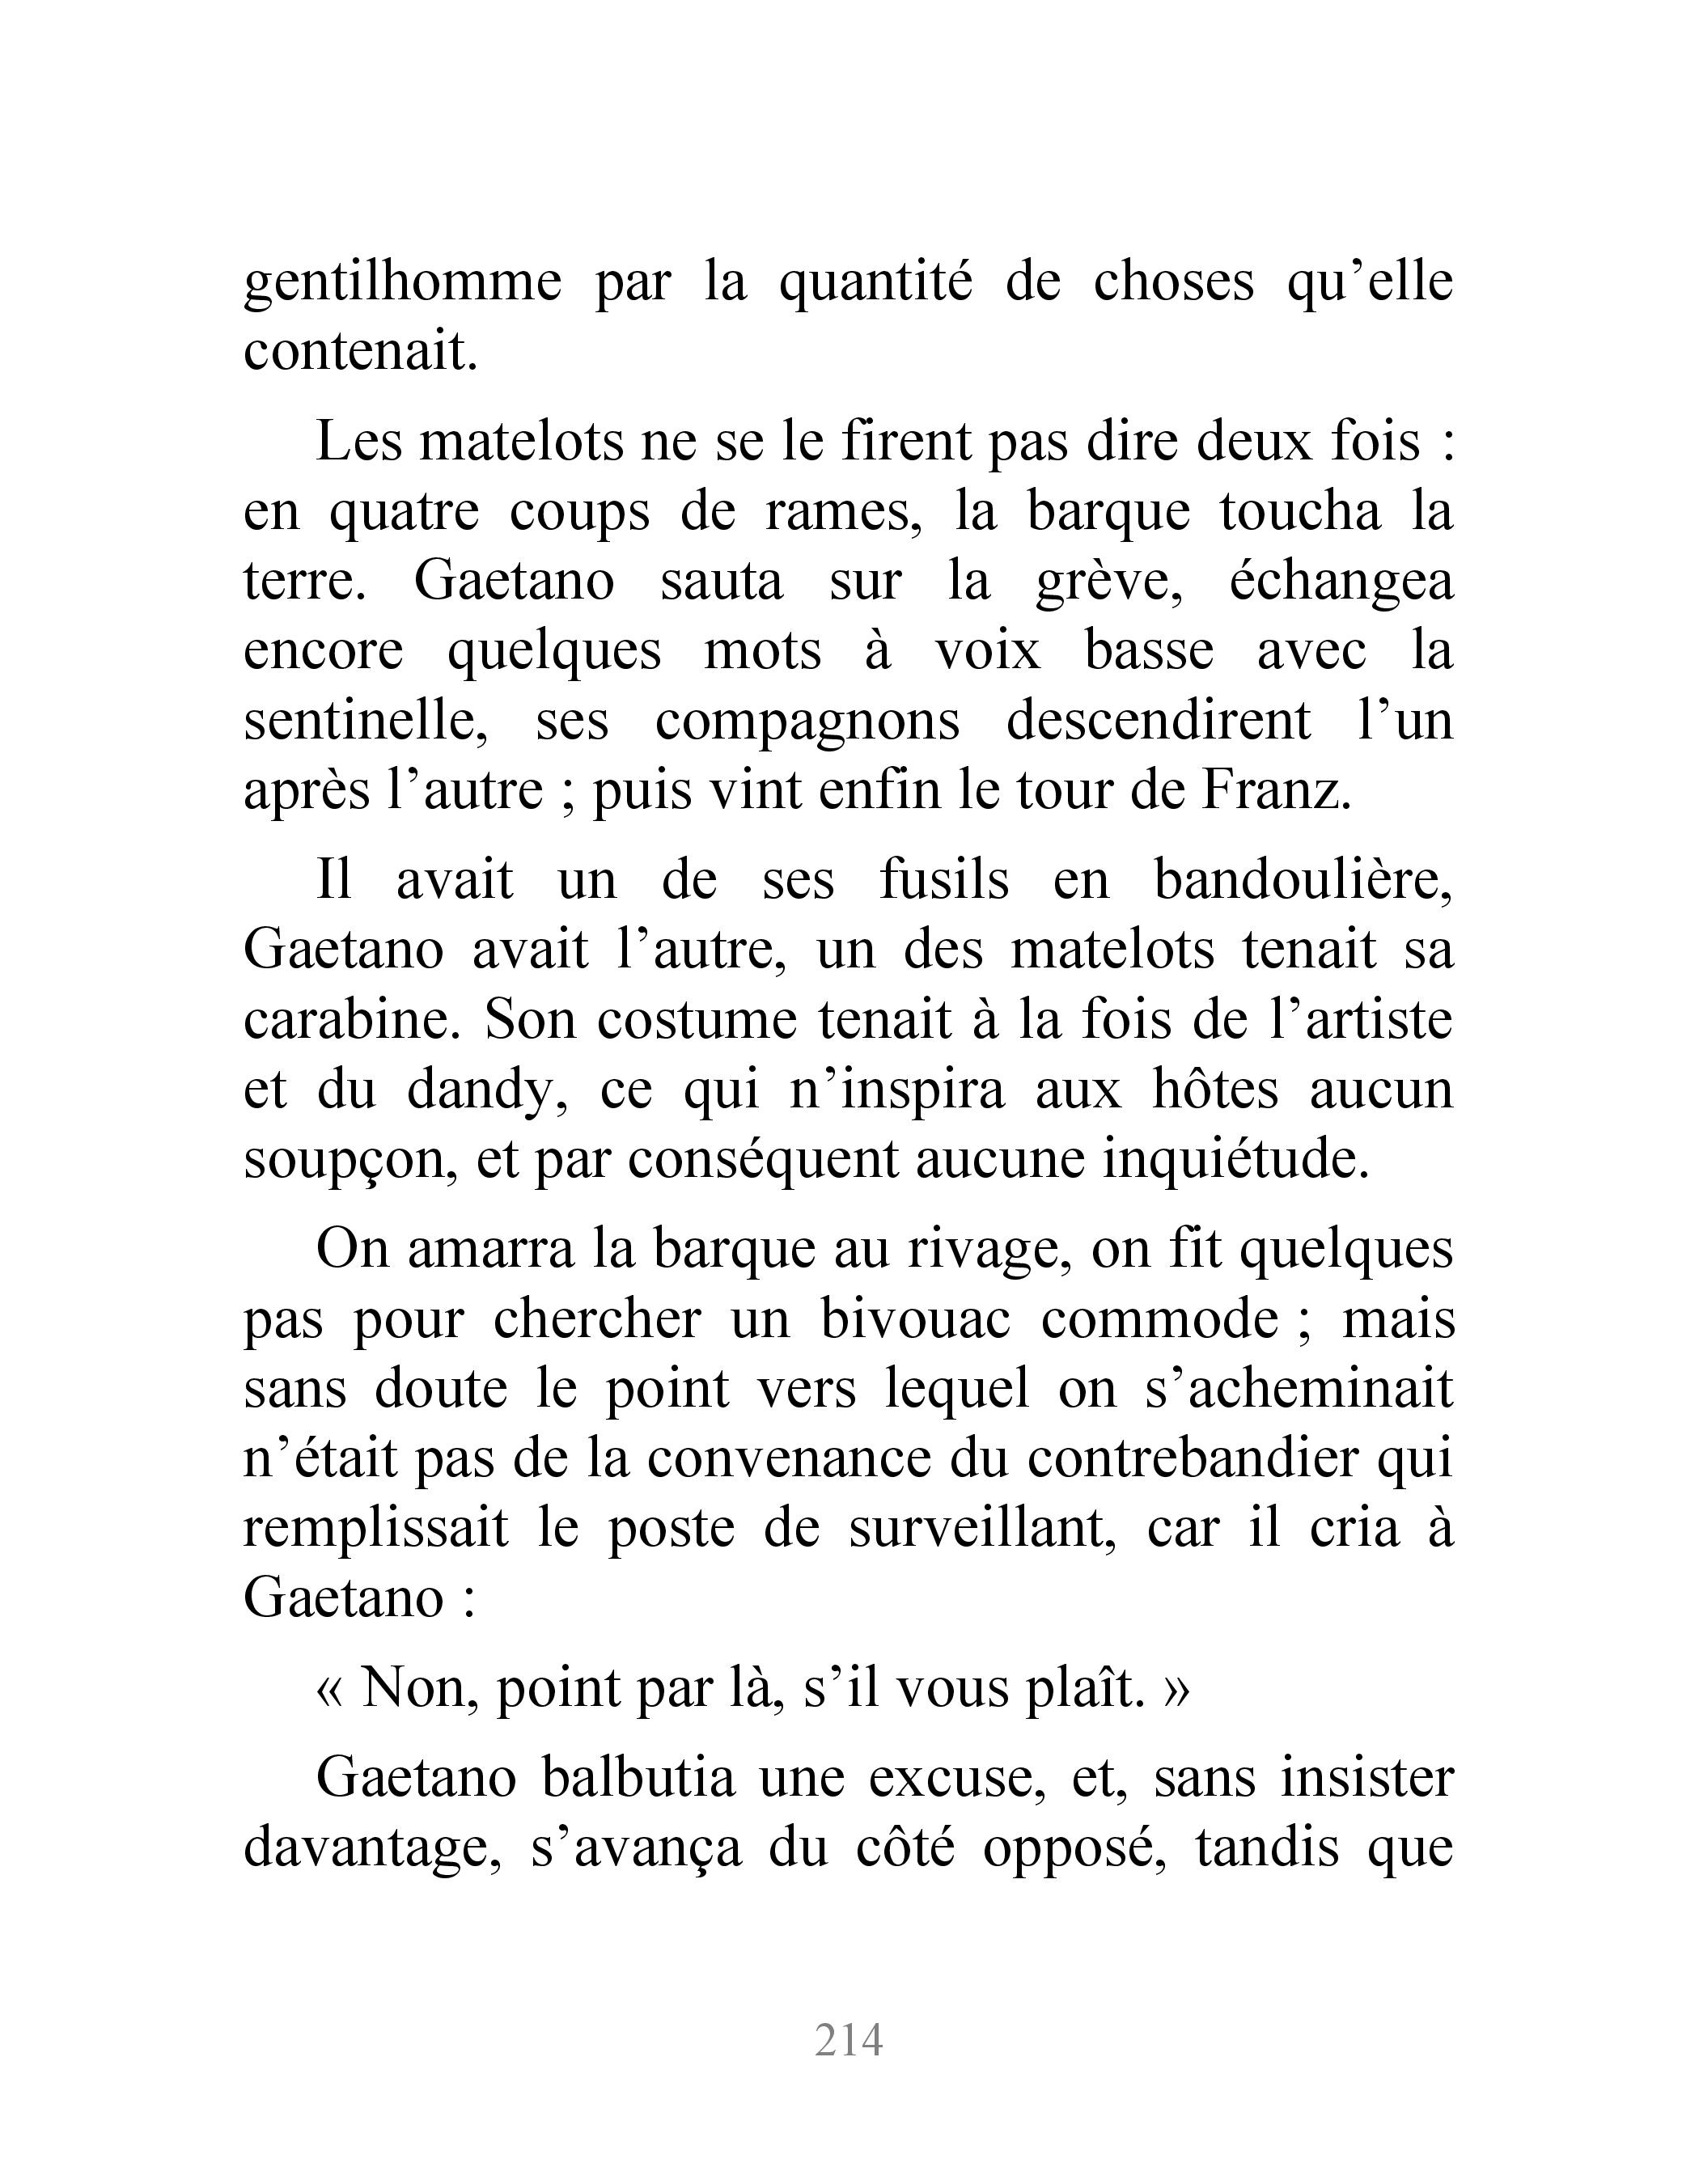 gentilhomme par la quantité de choses qu’elle
contenait.
Les matelots ne se le firent pas dire deux fois :
en quatre coups de rames, la barque toucha la
terre. Gaetano sauta sur la grève, échangea
encore quelques mots à voix basse avec la
sentinelle, ses compagnons descendirent l’un
après l’autre ; puis vint enfin le tour de Franz.
Il avait un de ses fusils en bandoulière,
Gaetano avait l’autre, un des matelots tenait sa
carabine. Son costume tenait à la fois de l’artiste
et du dandy, ce qui n’inspira aux hôtes aucun
soupçon, et par conséquent aucune inquiétude.
On amarra la barque au rivage, on fit quelques
pas pour chercher un bivouac commode ; mais
sans doute le point vers lequel on s’acheminait
n’était pas de la convenance du contrebandier qui
remplissait le poste de surveillant, car il cria à
Gaetano :
« Non, point par là, s’il vous plaît. »
Gaetano balbutia une excuse, et, sans insister
davantage, s’avança du côté opposé, tandis que
214